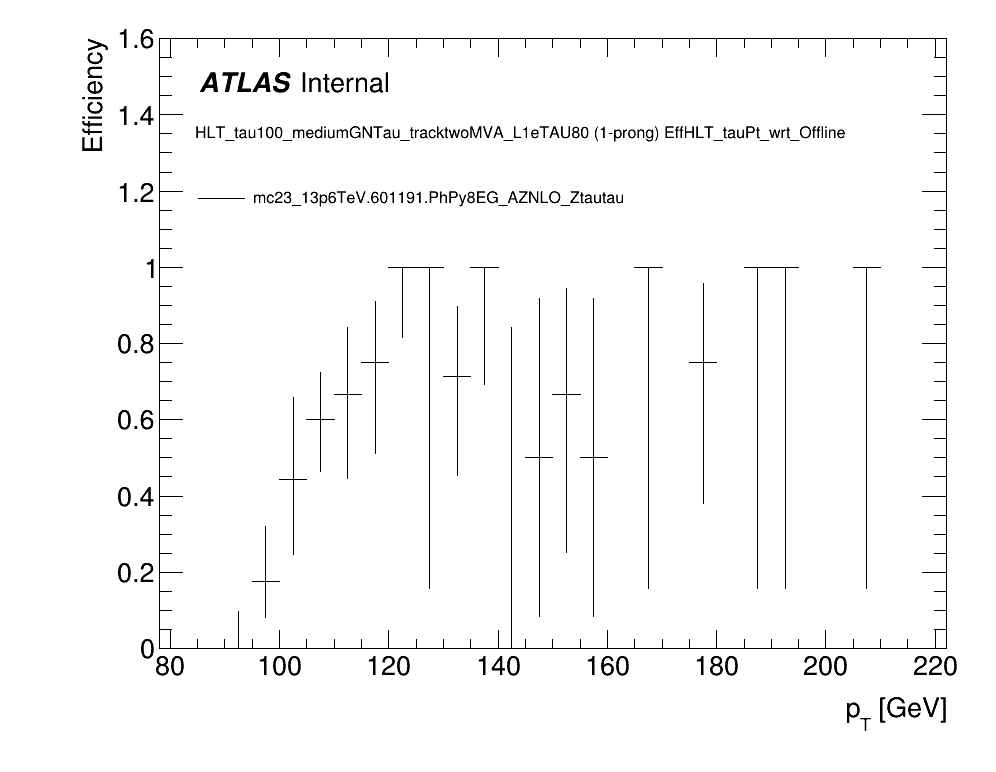 ATLAS Internal
HLT_tau100_mediumGNTau_tracktwoMVA_L1eTAU80 (1-prong) EffHLT_tauPt_wrt_Offline
mc23_13p6TeV.601191.PhPy8EG_AZNLO_Ztautau
Efficiency
1.6
1.4
1.2
1
0.8
0.6
0.4
0.2
0
80 100 120 140 160 180 200 220
p_T [GeV]